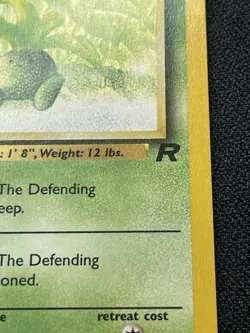 : 1' 8", Weight: 12 lbs.
R
The Defending
eep.
The Defending
oned.
e
retreat cost